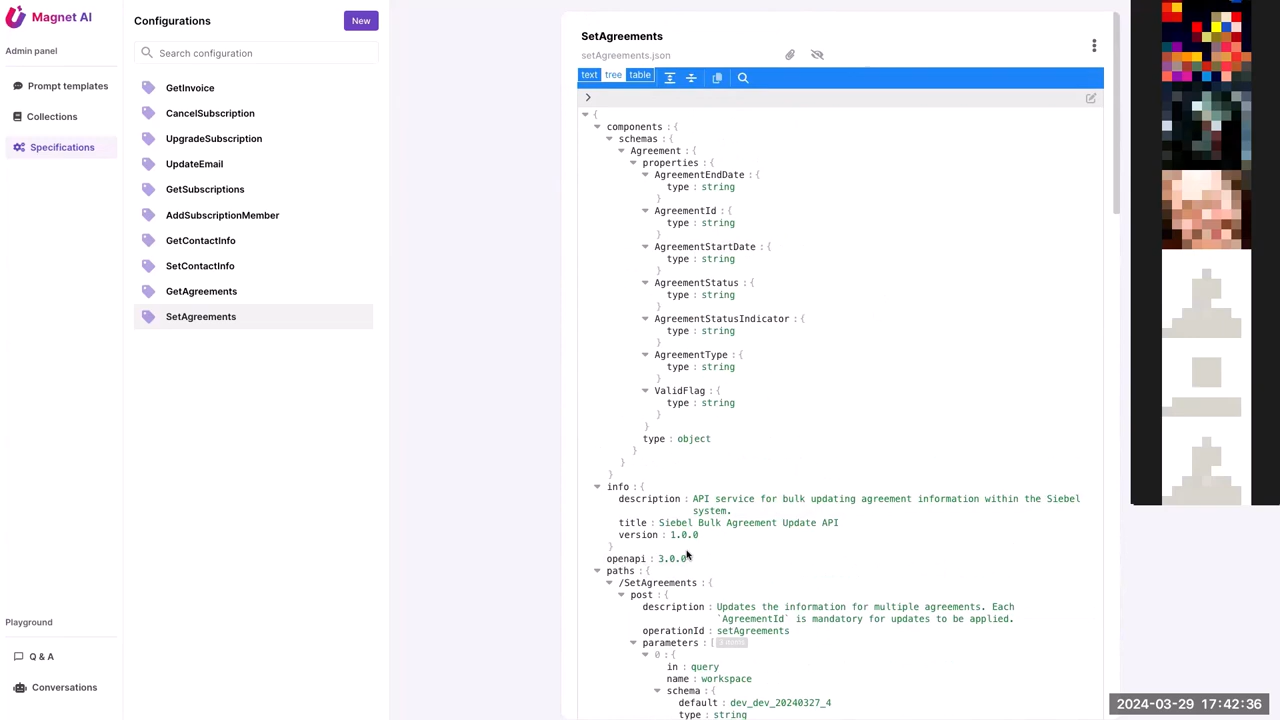 Magnet AI
Admin panel
Prompt templates
Collections
Specifications
Playground
Q & A
Conversations
Configurations
New
Search configuration
GetInvoice
CancelSubscription
UpgradeSubscription
UpdateEmail
GetSubscriptions
AddSubscriptionMember
GetContactInfo
SetContactInfo
GetAgreements
SetAgreements
SetAgreements
setAgreements.json
text tree table
{
components : {
schemas : {
Agreement : {
properties : {
AgreementEndDate : {
type : string
}
AgreementId : {
type : string
}
AgreementStartDate : {
type : string
}
AgreementStatus : {
type : string
}
AgreementStatusIndicator : {
type : string
}
AgreementType : {
type : string
}
ValidFlag : {
type : string
}
}
type : object
}
}
}
info : {
description : API service for bulk updating agreement information within the Siebel
system.
title : Siebel Bulk Agreement Update API
version : 1.0.0
}
openapi : 3.0.0
paths : {
/SetAgreements : {
post : {
description : Updates the information for multiple agreements. Each
`AgreementId` is mandatory for updates to be applied.
operationId : setAgreements
parameters : [
0 : {
in : query
name : workspace
schema : {
default : dev_dev_20240327_4
type : string
2024-03-29 17:42:36